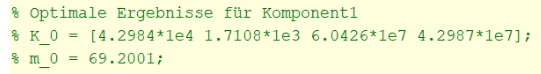 % Optimale Ergebnisse für Komponent1
% K_0 = [4.2984*1e4 1.7108*1e3 6.0426*1e7 4.2987*1e7];
% m_0 = 69.2001;